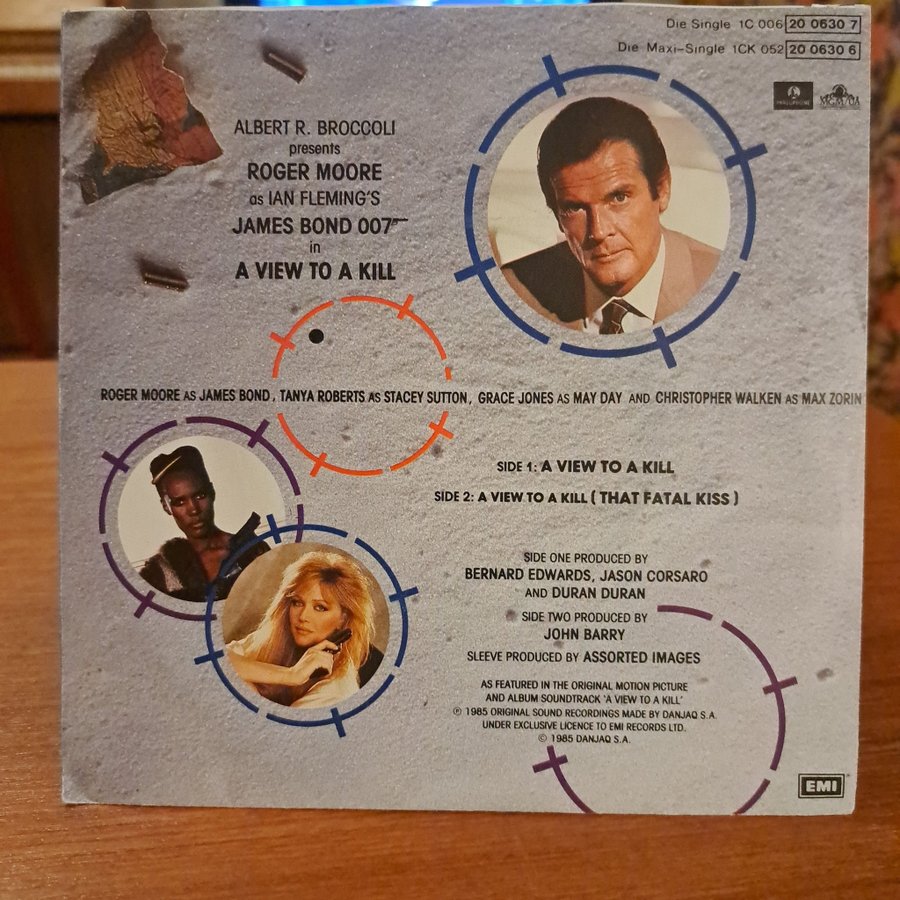 Die Single 1C 006 20 0630 7
Die Maxi-Single 1CK 052 20 0630 6
PARLOPHONE
MGM/UA
ALBERT R. BROCCOLI
presents
ROGER MOORE
as IAN FLEMING'S
JAMES BOND 007
in
A VIEW TO A KILL
ROGER MOORE AS JAMES BOND, TANYA ROBERTS AS STACEY SUTTON, GRACE JONES AS MAY DAY AND CHRISTOPHER WALKEN AS MAX ZORIN
SIDE 1: A VIEW TO A KILL
SIDE 2: A VIEW TO A KILL (THAT FATAL KISS)
SIDE ONE PRODUCED BY
BERNARD EDWARDS, JASON CORSARO
AND DURAN DURAN
SIDE TWO PRODUCED BY
JOHN BARRY
SLEEVE PRODUCED BY ASSORTED IMAGES
AS FEATURED IN THE ORIGINAL MOTION PICTURE
AND ALBUM SOUNDTRACK 'A VIEW TO A KILL'
℗ 1985 ORIGINAL SOUND RECORDINGS MADE BY DANJAQ S.A.
UNDER EXCLUSIVE LICENCE TO EMI RECORDS LTD.
© 1985 DANJAQ S.A.
EMI